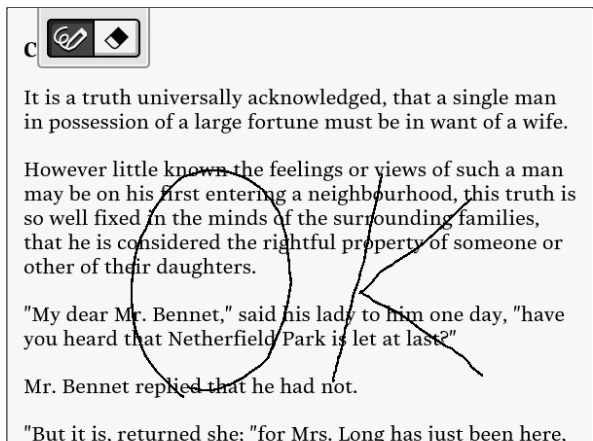 C
It is a truth universally acknowledged, that a single man
in possession of a large fortune must be in want of a wife.
However little known the feelings or views of such a man
may be on his first entering a neighbourhood, this truth is
so well fixed in the minds of the surrounding families,
that he is considered the rightful property of someone or
other of their daughters.
"My dear Mr. Bennet," said his lady to him one day, "have
you heard that Netherfield Park is let at last?"
Mr. Bennet replied that he had not.
"But it is, returned she; "for Mrs. Long has just been here,
OK